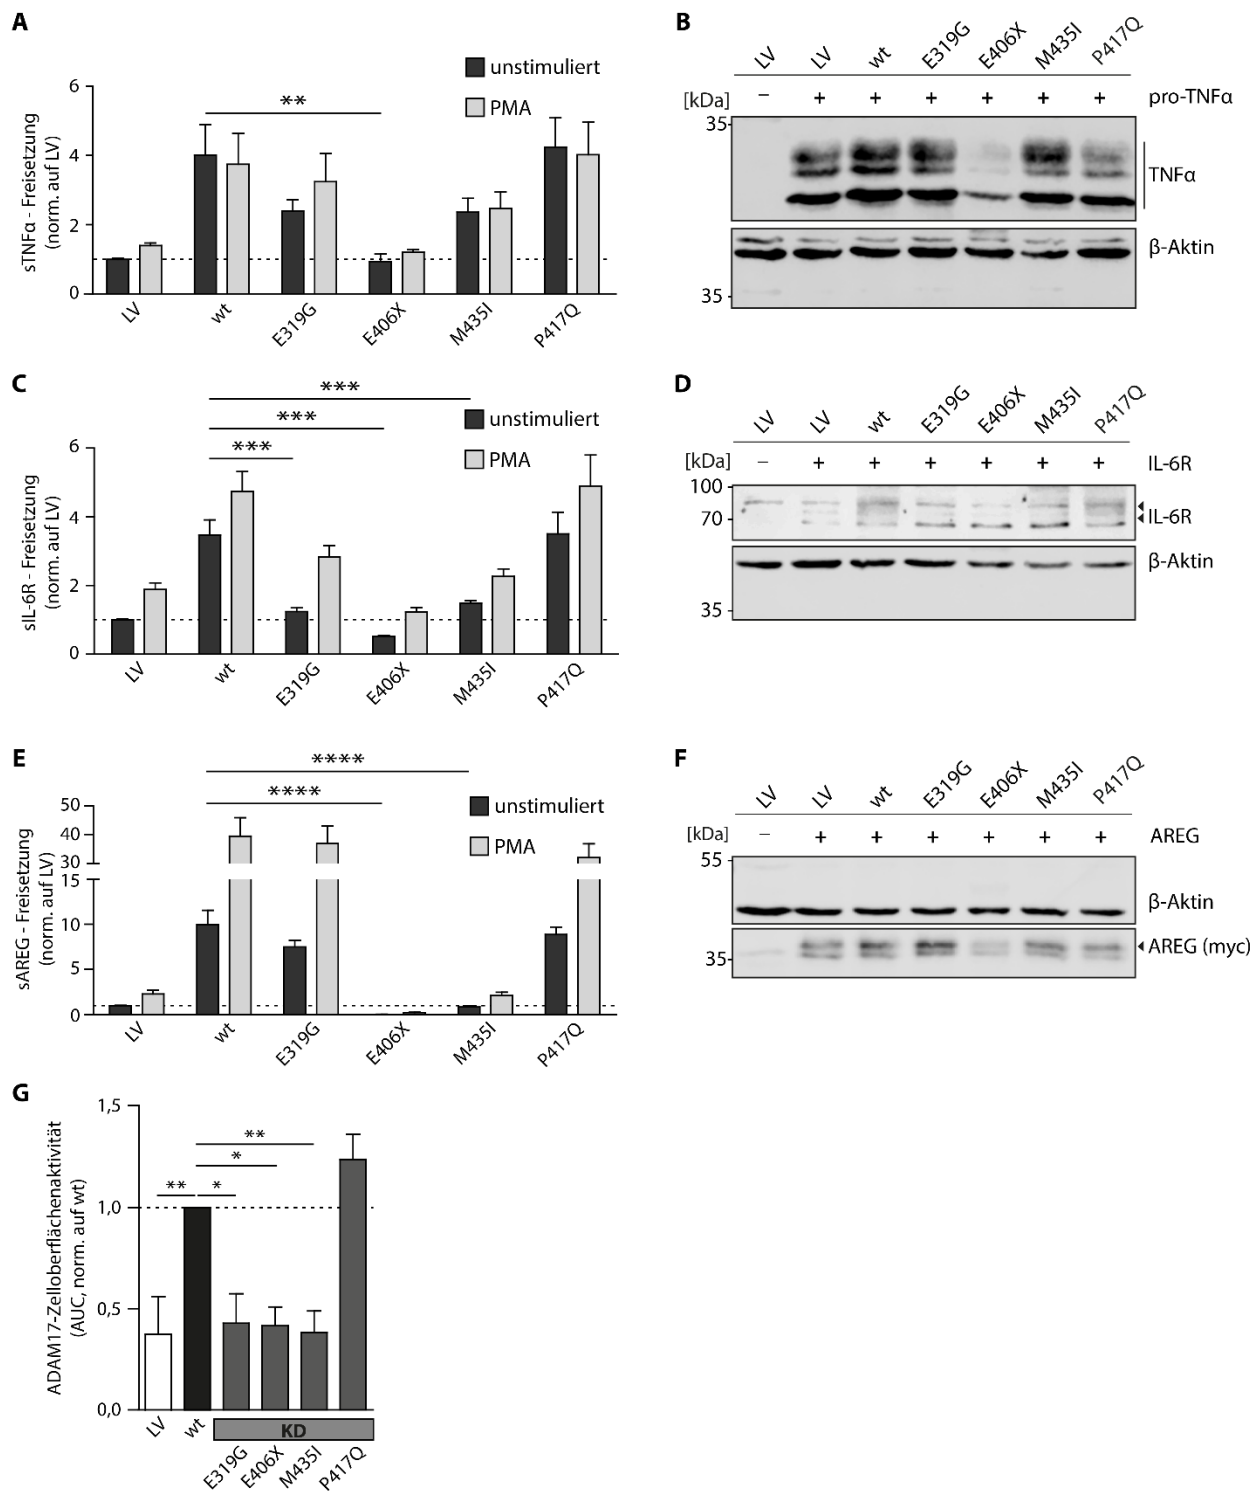 A
sTNFα - Freisetzung
(norm. auf LV)
6
4
2
0
**
unstimuliert
PMA
LV
wt
E319G
E406X
M435I
P417Q
B
LV
LV
wt
E319G
E406X
M435I
P417Q
[kDa]
– + + + + + + pro-TNFα
35
TNFα
β-Aktin
35
C
sIL-6R - Freisetzung
(norm. auf LV)
6
4
2
0
***
***
***
unstimuliert
PMA
LV
wt
E319G
E406X
M435I
P417Q
D
LV
LV
wt
E319G
E406X
M435I
P417Q
[kDa]
– + + + + + + IL-6R
100
70
IL-6R
β-Aktin
35
E
sAREG - Freisetzung
(norm. auf LV)
50
40
30
15
10
5
0
****
****
unstimuliert
PMA
LV
wt
E319G
E406X
M435I
P417Q
F
LV
LV
wt
E319G
E406X
M435I
P417Q
[kDa]
– + + + + + + AREG
55
β-Aktin
35
AREG (myc)
G
ADAM17-Zelloberflächenaktivität
(AUC, norm. auf wt)
1,5
1,0
0,5
0,0
**
*
** *
LV
wt
KD
E319G
E406X
M435I
P417Q